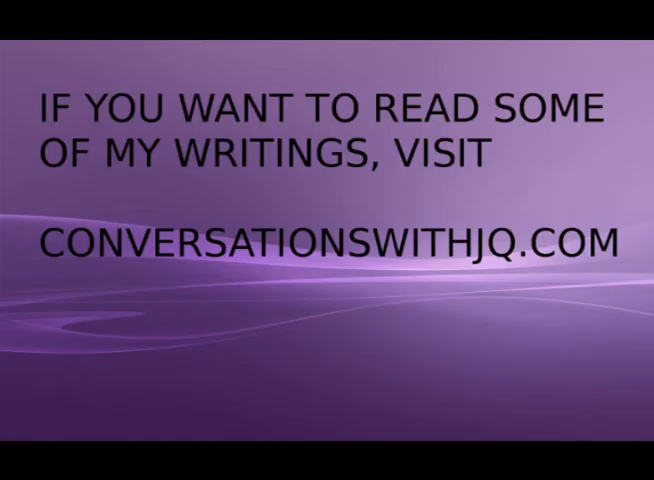 IF YOU WANT TO READ SOME
OF MY WRITINGS, VISIT
CONVERSATIONSWITHJQ.COM